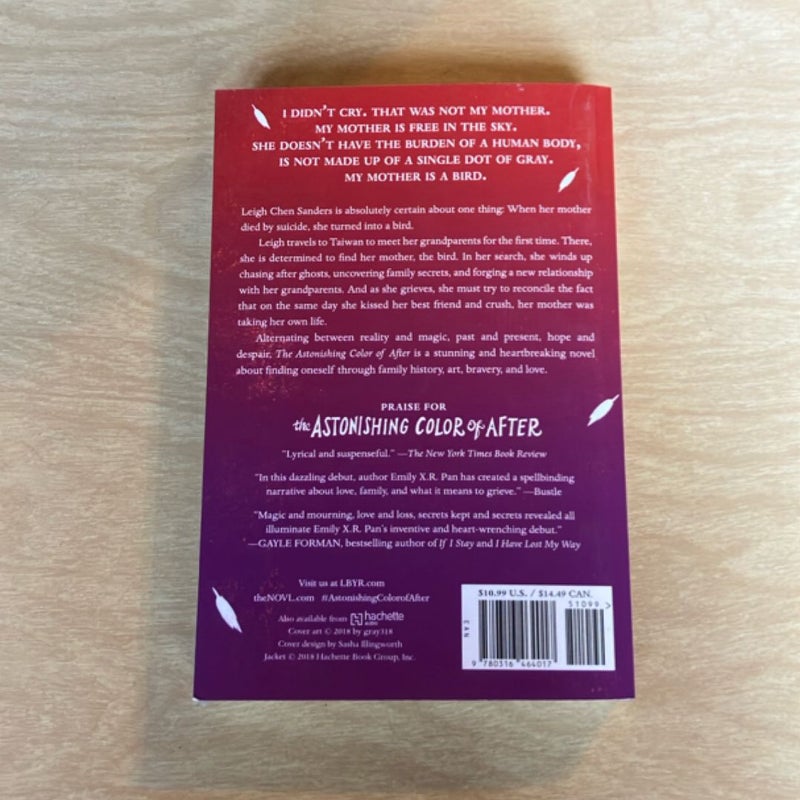 I DIDN'T CRY. THAT WAS NOT MY MOTHER.
MY MOTHER IS FREE IN THE SKY.
SHE DOESN'T HAVE THE BURDEN OF A HUMAN BODY,
IS NOT MADE UP OF A SINGLE DOT OF GRAY.
MY MOTHER IS A BIRD.
Leigh Chen Sanders is absolutely certain about one thing: When her mother
died by suicide, she turned into a bird.
Leigh travels to Taiwan to meet her grandparents for the first time. There,
she is determined to find her mother, the bird. In her search, she winds up
chasing after ghosts, uncovering family secrets, and forging a new relationship
with her grandparents. And as she grieves, she must try to reconcile the fact
that on the same day she kissed her best friend and crush, her mother was
taking her own life.
Alternating between reality and magic, past and present, hope and
despair, The Astonishing Color of After is a stunning and heartbreaking novel
about finding oneself through family history, art, bravery, and love.
PRAISE FOR
the ASTONISHING COLOR of AFTER
"Lyrical and suspenseful." —The New York Times Book Review
"In this dazzling debut, author Emily X.R. Pan has created a spellbinding
narrative about love, family, and what it means to grieve." —Bustle
"Magic and mourning, love and loss, secrets kept and secrets revealed all
illuminate Emily X.R. Pan's inventive and heart-wrenching debut."
—GAYLE FORMAN, bestselling author of If I Stay and I Have Lost My Way
Visit us at LBYR.com
theNOVL.com #AstonishingColorofAfter
Also available from hachette AUDIO
Cover art © 2018 by gray318
Cover design by Sasha Illingworth
Jacket © 2018 Hachette Book Group, Inc.
$10.99 U.S. / $14.49 CAN.
51099 >
EAN
9 780316 464017